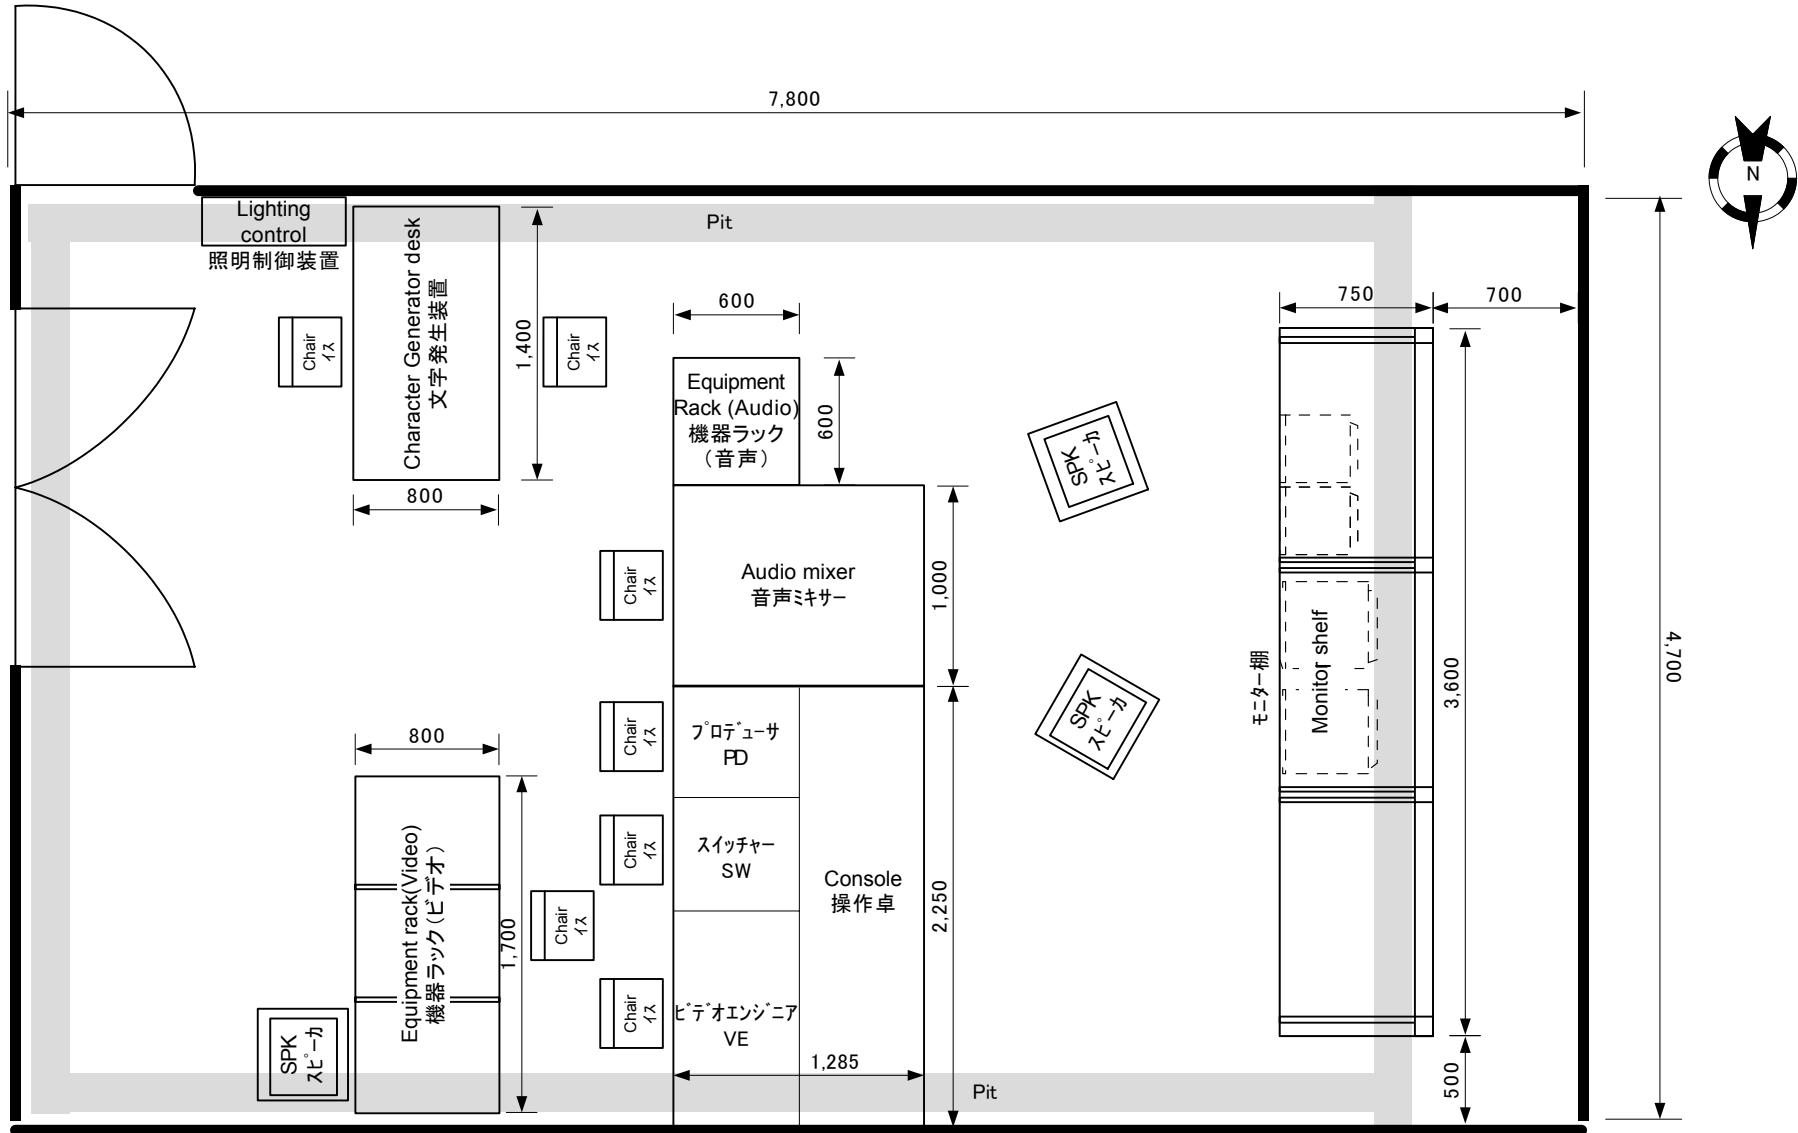 7,800
N
Lighting
control
照明制御装置
Pit
Character Generator desk
文字発生装置
1,400
800
Chair
イス
Chair
イス
600
600
Equipment
Rack (Audio)
機器ラック
（音声）
750
700
SPK
スピーカ
Audio mixer
音声ミキサー
1,000
Chair
イス
Monitor shelf
モニター棚
3,600
4,700
SPK
スピーカ
Chair
イス
プロデューサ
PD
800
Equipment rack(Video)
機器ラック（ビデオ）
1,700
Chair
イス
スイッチャー
SW
Console
操作卓
2,250
Chair
イス
Chair
イス
ビデオエンジニア
VE
1,285
SPK
スピーカ
Pit
500